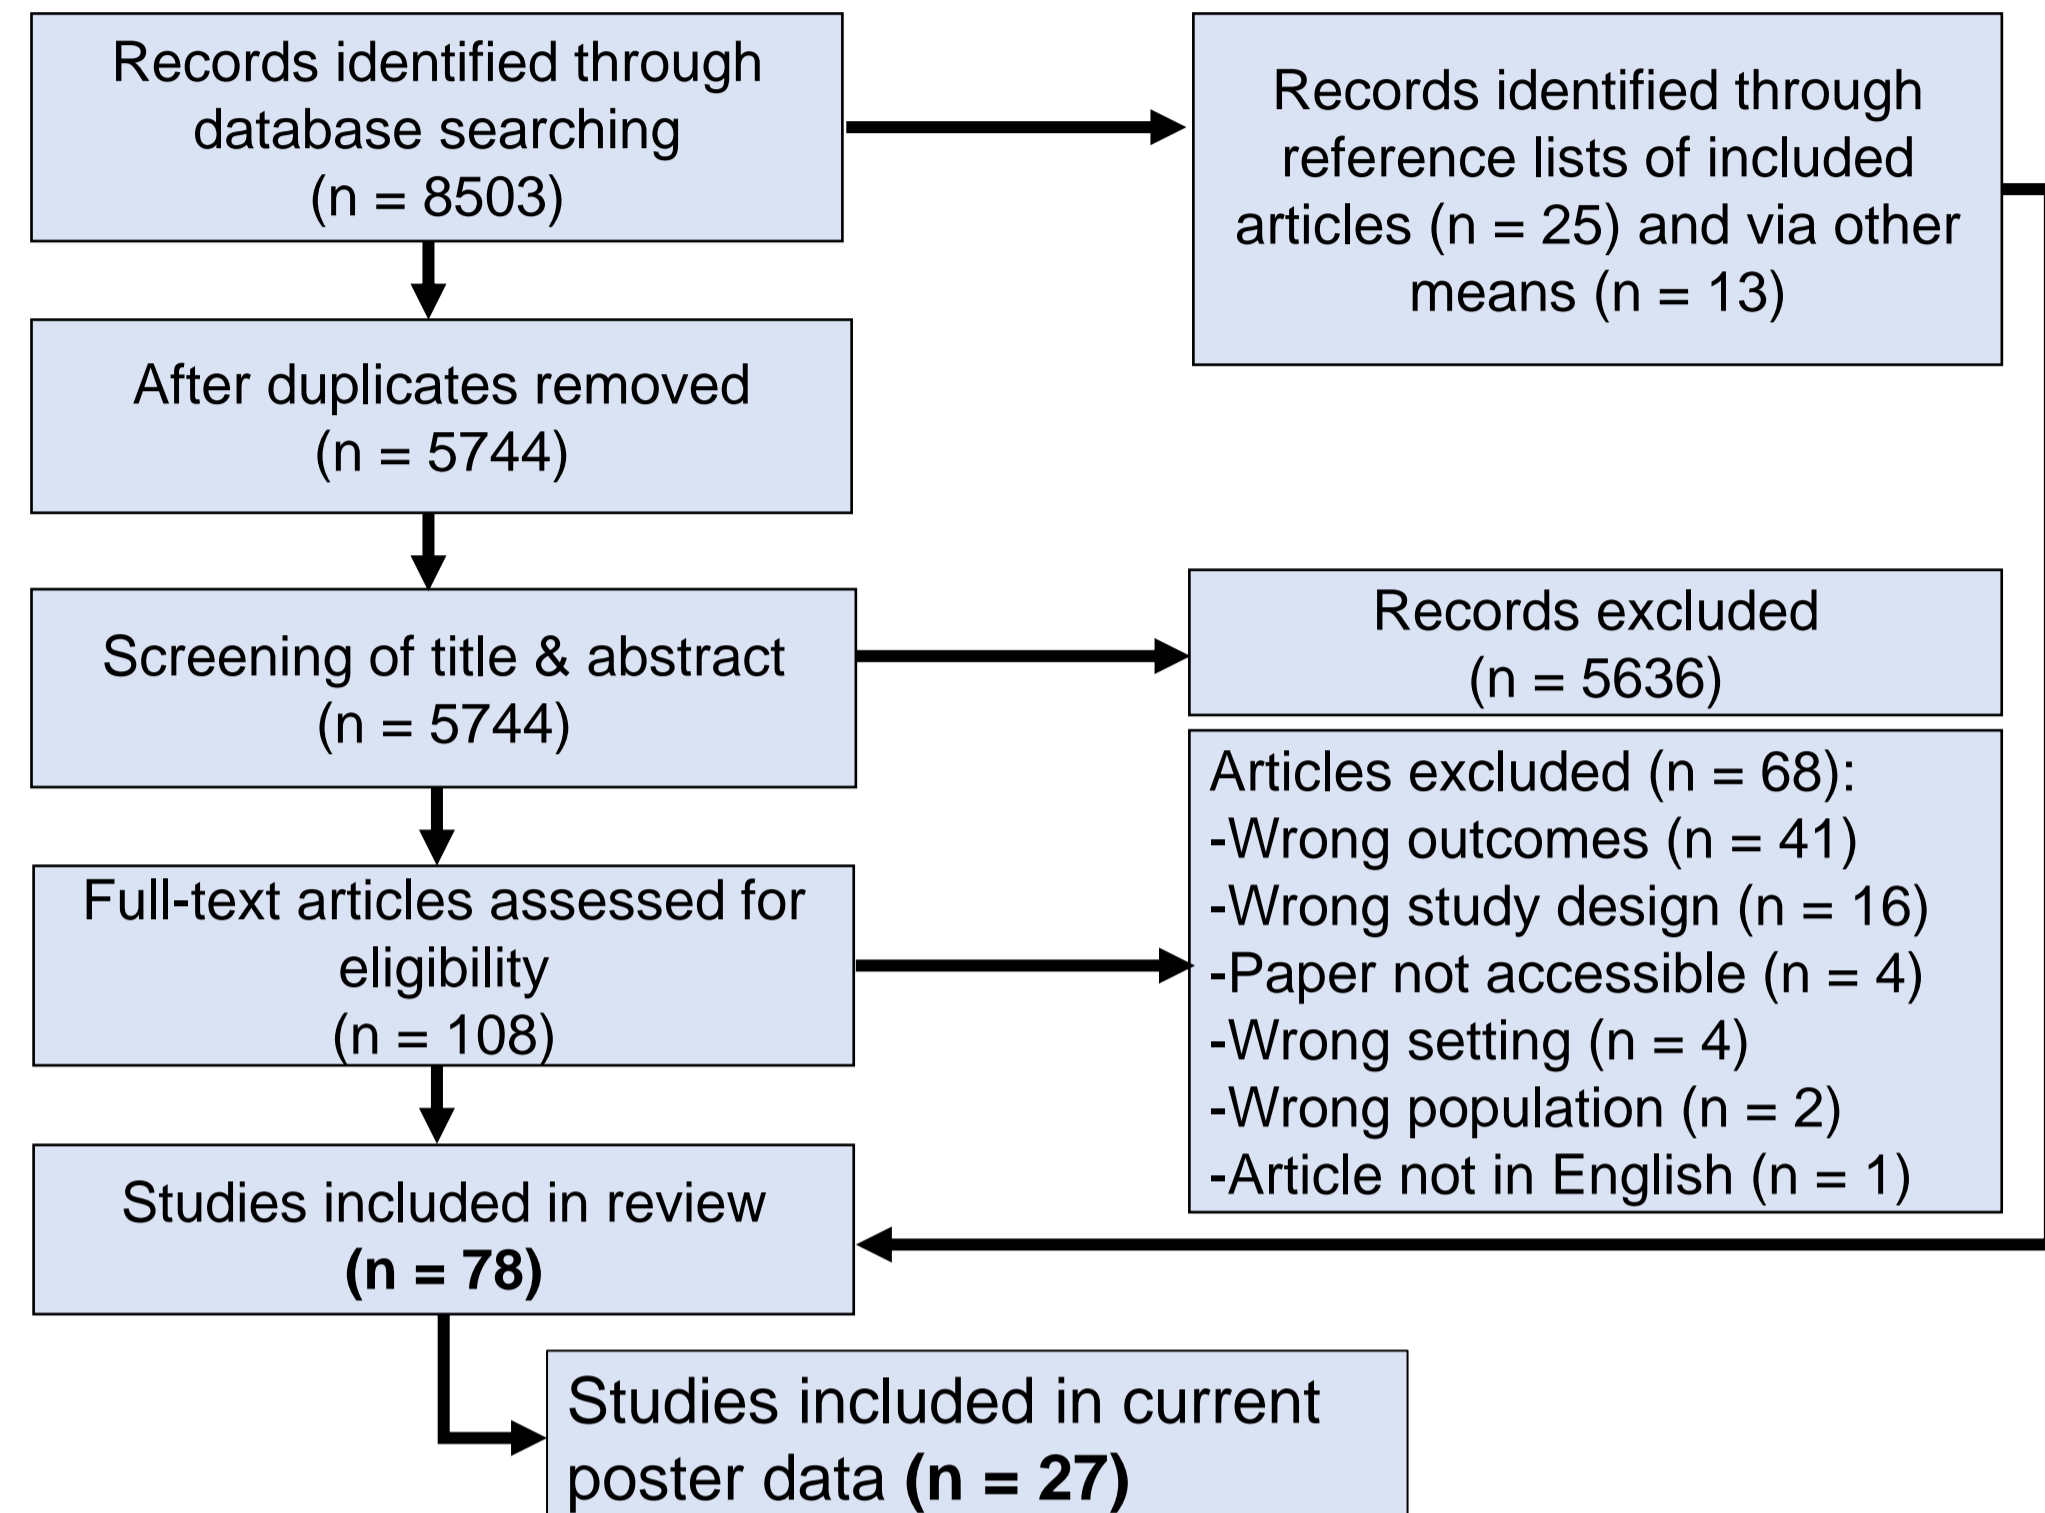 Records identified through
database searching
(n = 8503)
Records identified through
reference lists of included
articles (n = 25) and via other
means (n = 13)
After duplicates removed
(n = 5744)
Screening of title & abstract
(n = 5744)
Records excluded
(n = 5636)
Full-text articles assessed for
eligibility
(n = 108)
Articles excluded (n = 68):
-Wrong outcomes (n = 41)
-Wrong study design (n = 16)
-Paper not accessible (n = 4)
-Wrong setting (n = 4)
-Wrong population (n = 2)
-Article not in English (n = 1)
Studies included in review
(n = 78)
Studies included in current
poster data (n = 27)